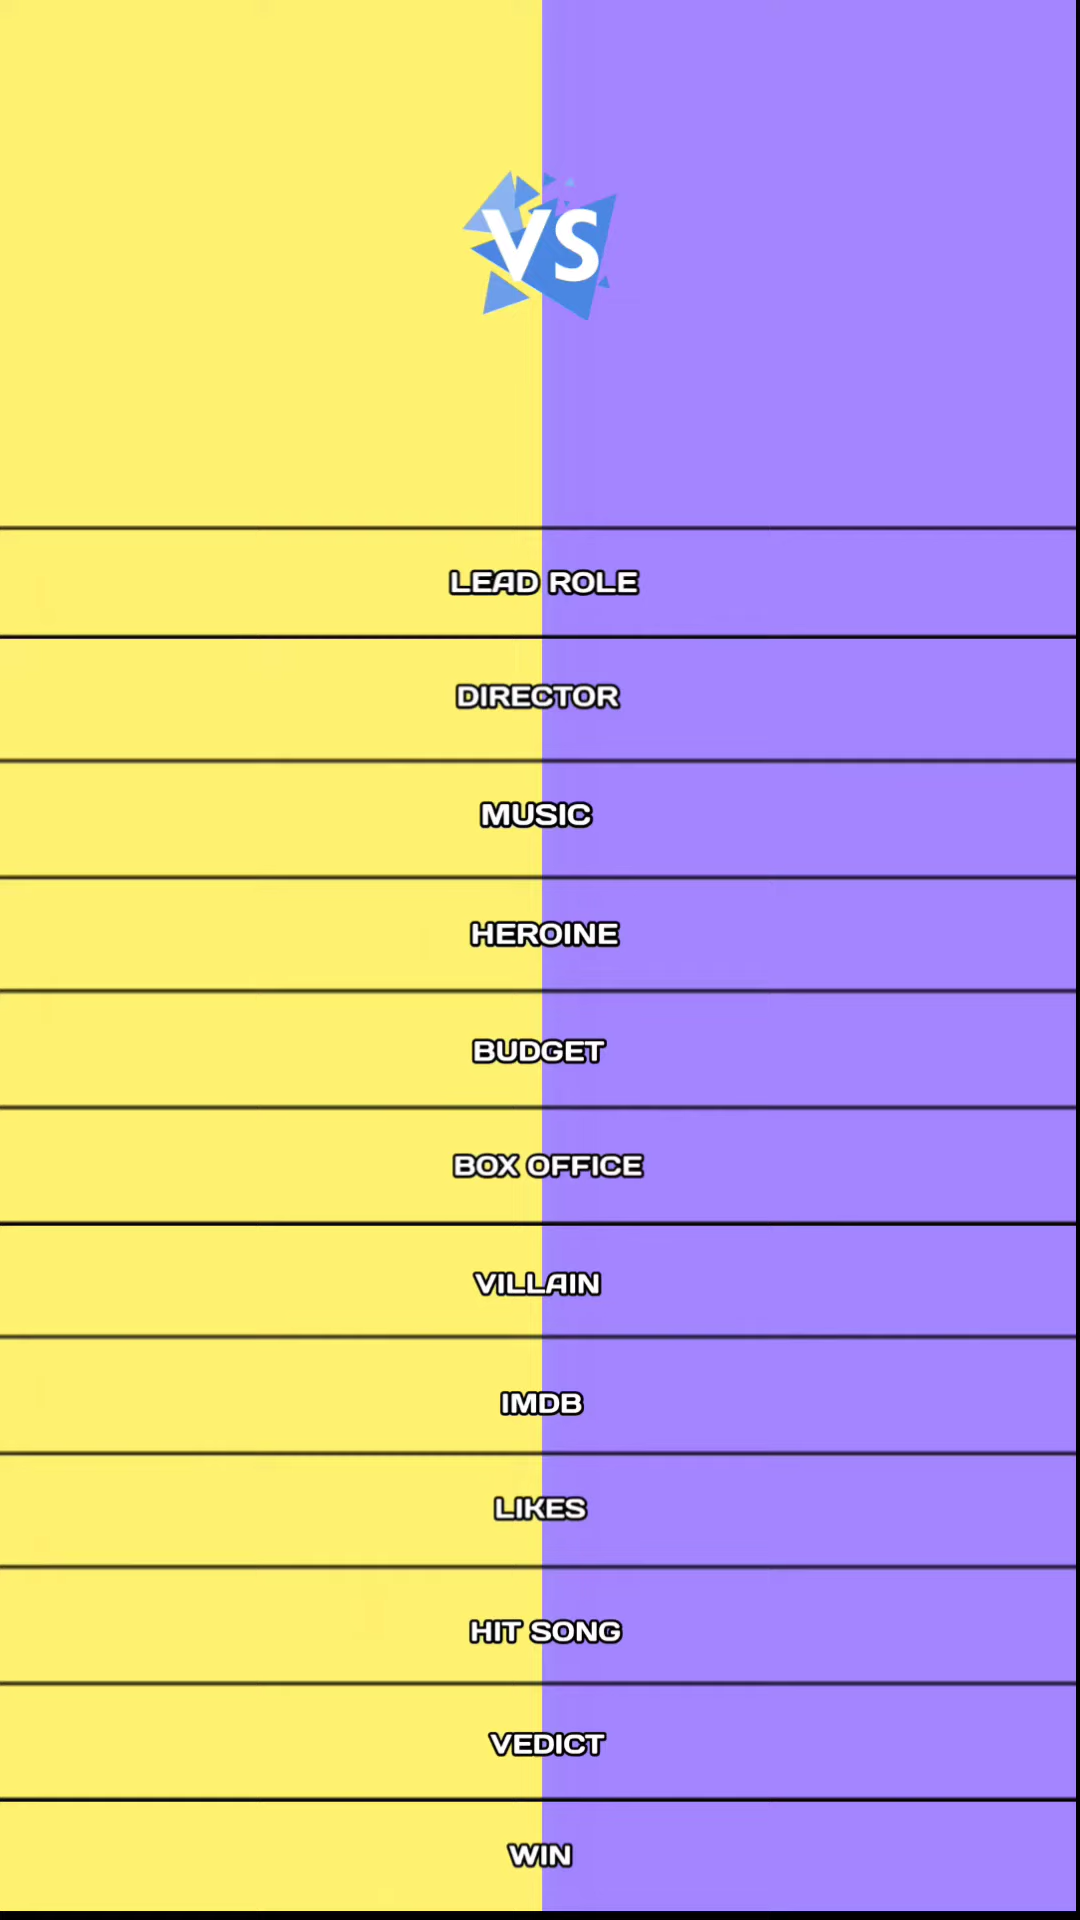 VS
LEAD ROLE
DIRECTOR
MUSIC
HEROINE
BUDGET
BOX OFFICE
VILLAIN
IMDB
LIKES
HIT SONG
VEDICT
WIN